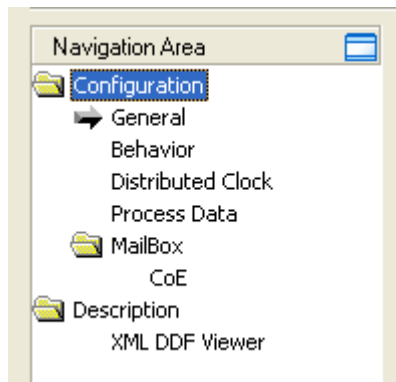 Navigation Area
Configuration
General
Behavior
Distributed Clock
Process Data
MailBox
CoE
Description
XML DDF Viewer